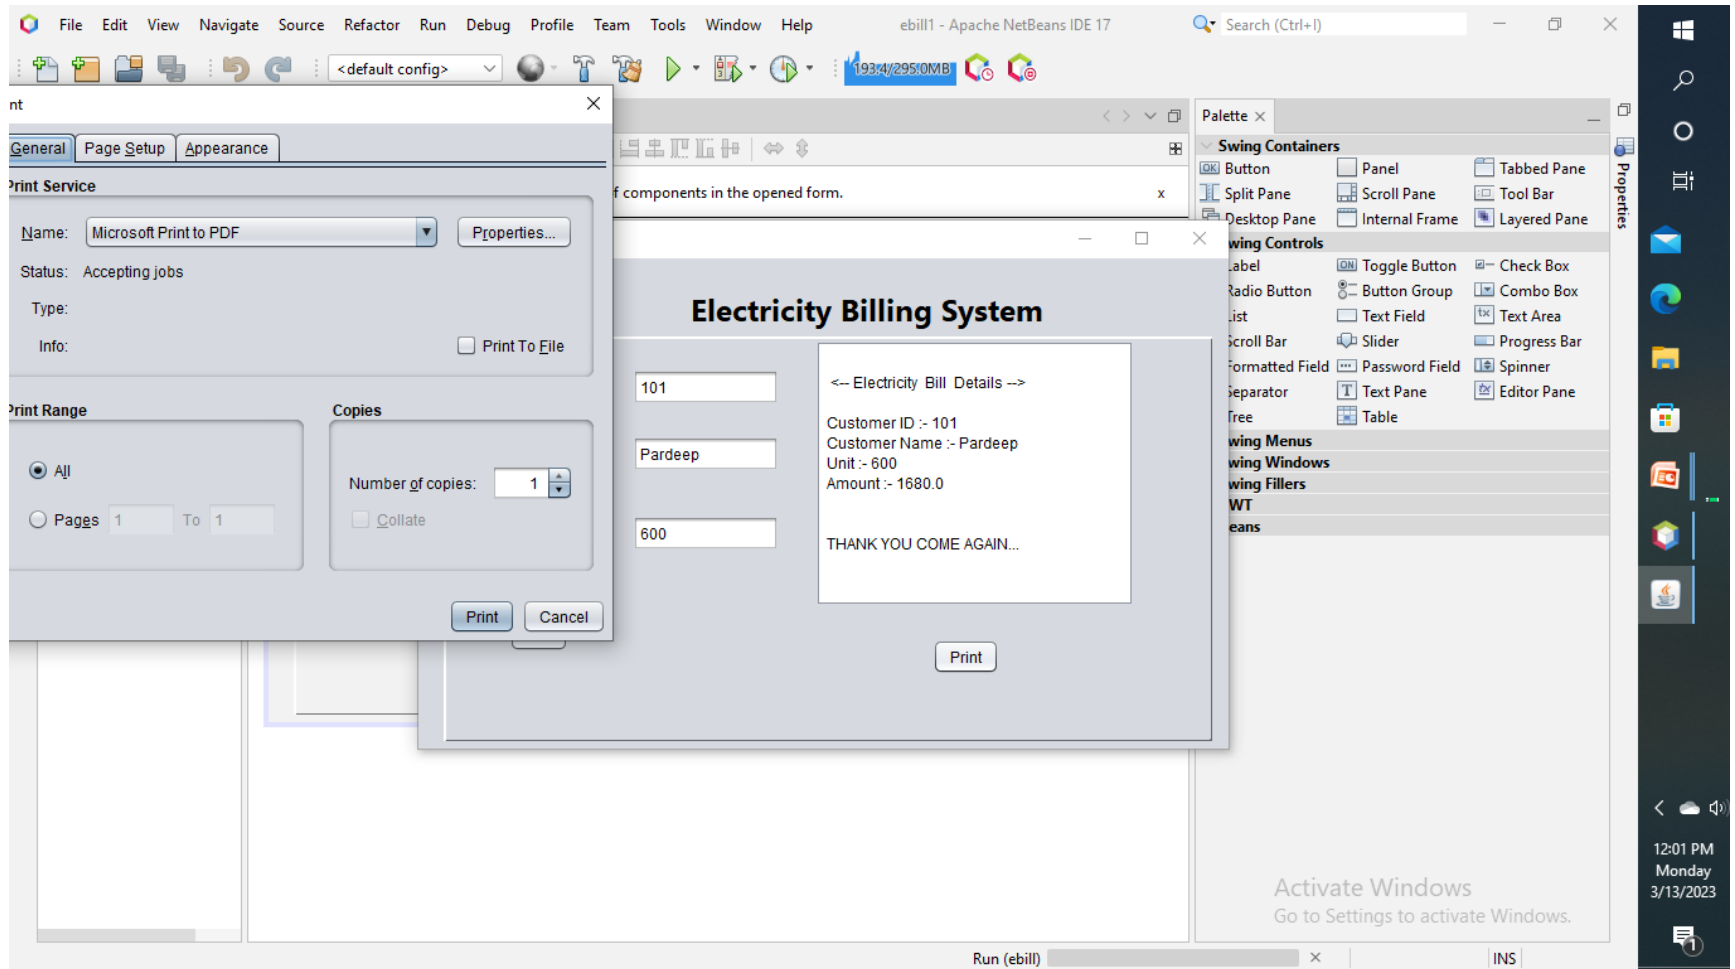 File Edit View Navigate Source Refactor Run Debug Profile Team Tools Window Help
ebill1 - Apache NetBeans IDE 17
Search (Ctrl+I)
<default config>
193.4/295.0MB
nt
General Page Setup Appearance
Print Service
Name: Microsoft Print to PDF Properties...
Status: Accepting jobs
Type:
Info: Print To File
Print Range
All
Pages 1 To 1
Copies
Number of copies: 1
Collate
Print Cancel
f components in the opened form. x
Electricity Billing System
101
Pardeep
600
<-- Electricity Bill Details -->
Customer ID :- 101
Customer Name :- Pardeep
Unit :- 600
Amount :- 1680.0
THANK YOU COME AGAIN...
Print
Palette
Swing Containers
OK Button Panel Tabbed Pane
Split Pane Scroll Pane Tool Bar
Desktop Pane Internal Frame Layered Pane
wing Controls
abel ON Toggle Button Check Box
Radio Button Button Group Combo Box
ist Text Field Text Area
Scroll Bar Slider Progress Bar
Formatted Field Password Field Spinner
Separator Text Pane Editor Pane
Tree Table
wing Menus
wing Windows
wing Fillers
WT
eans
Properties
Activate Windows
Go to Settings to activate Windows.
Run (ebill)
INS
12:01 PM
Monday
3/13/2023
1